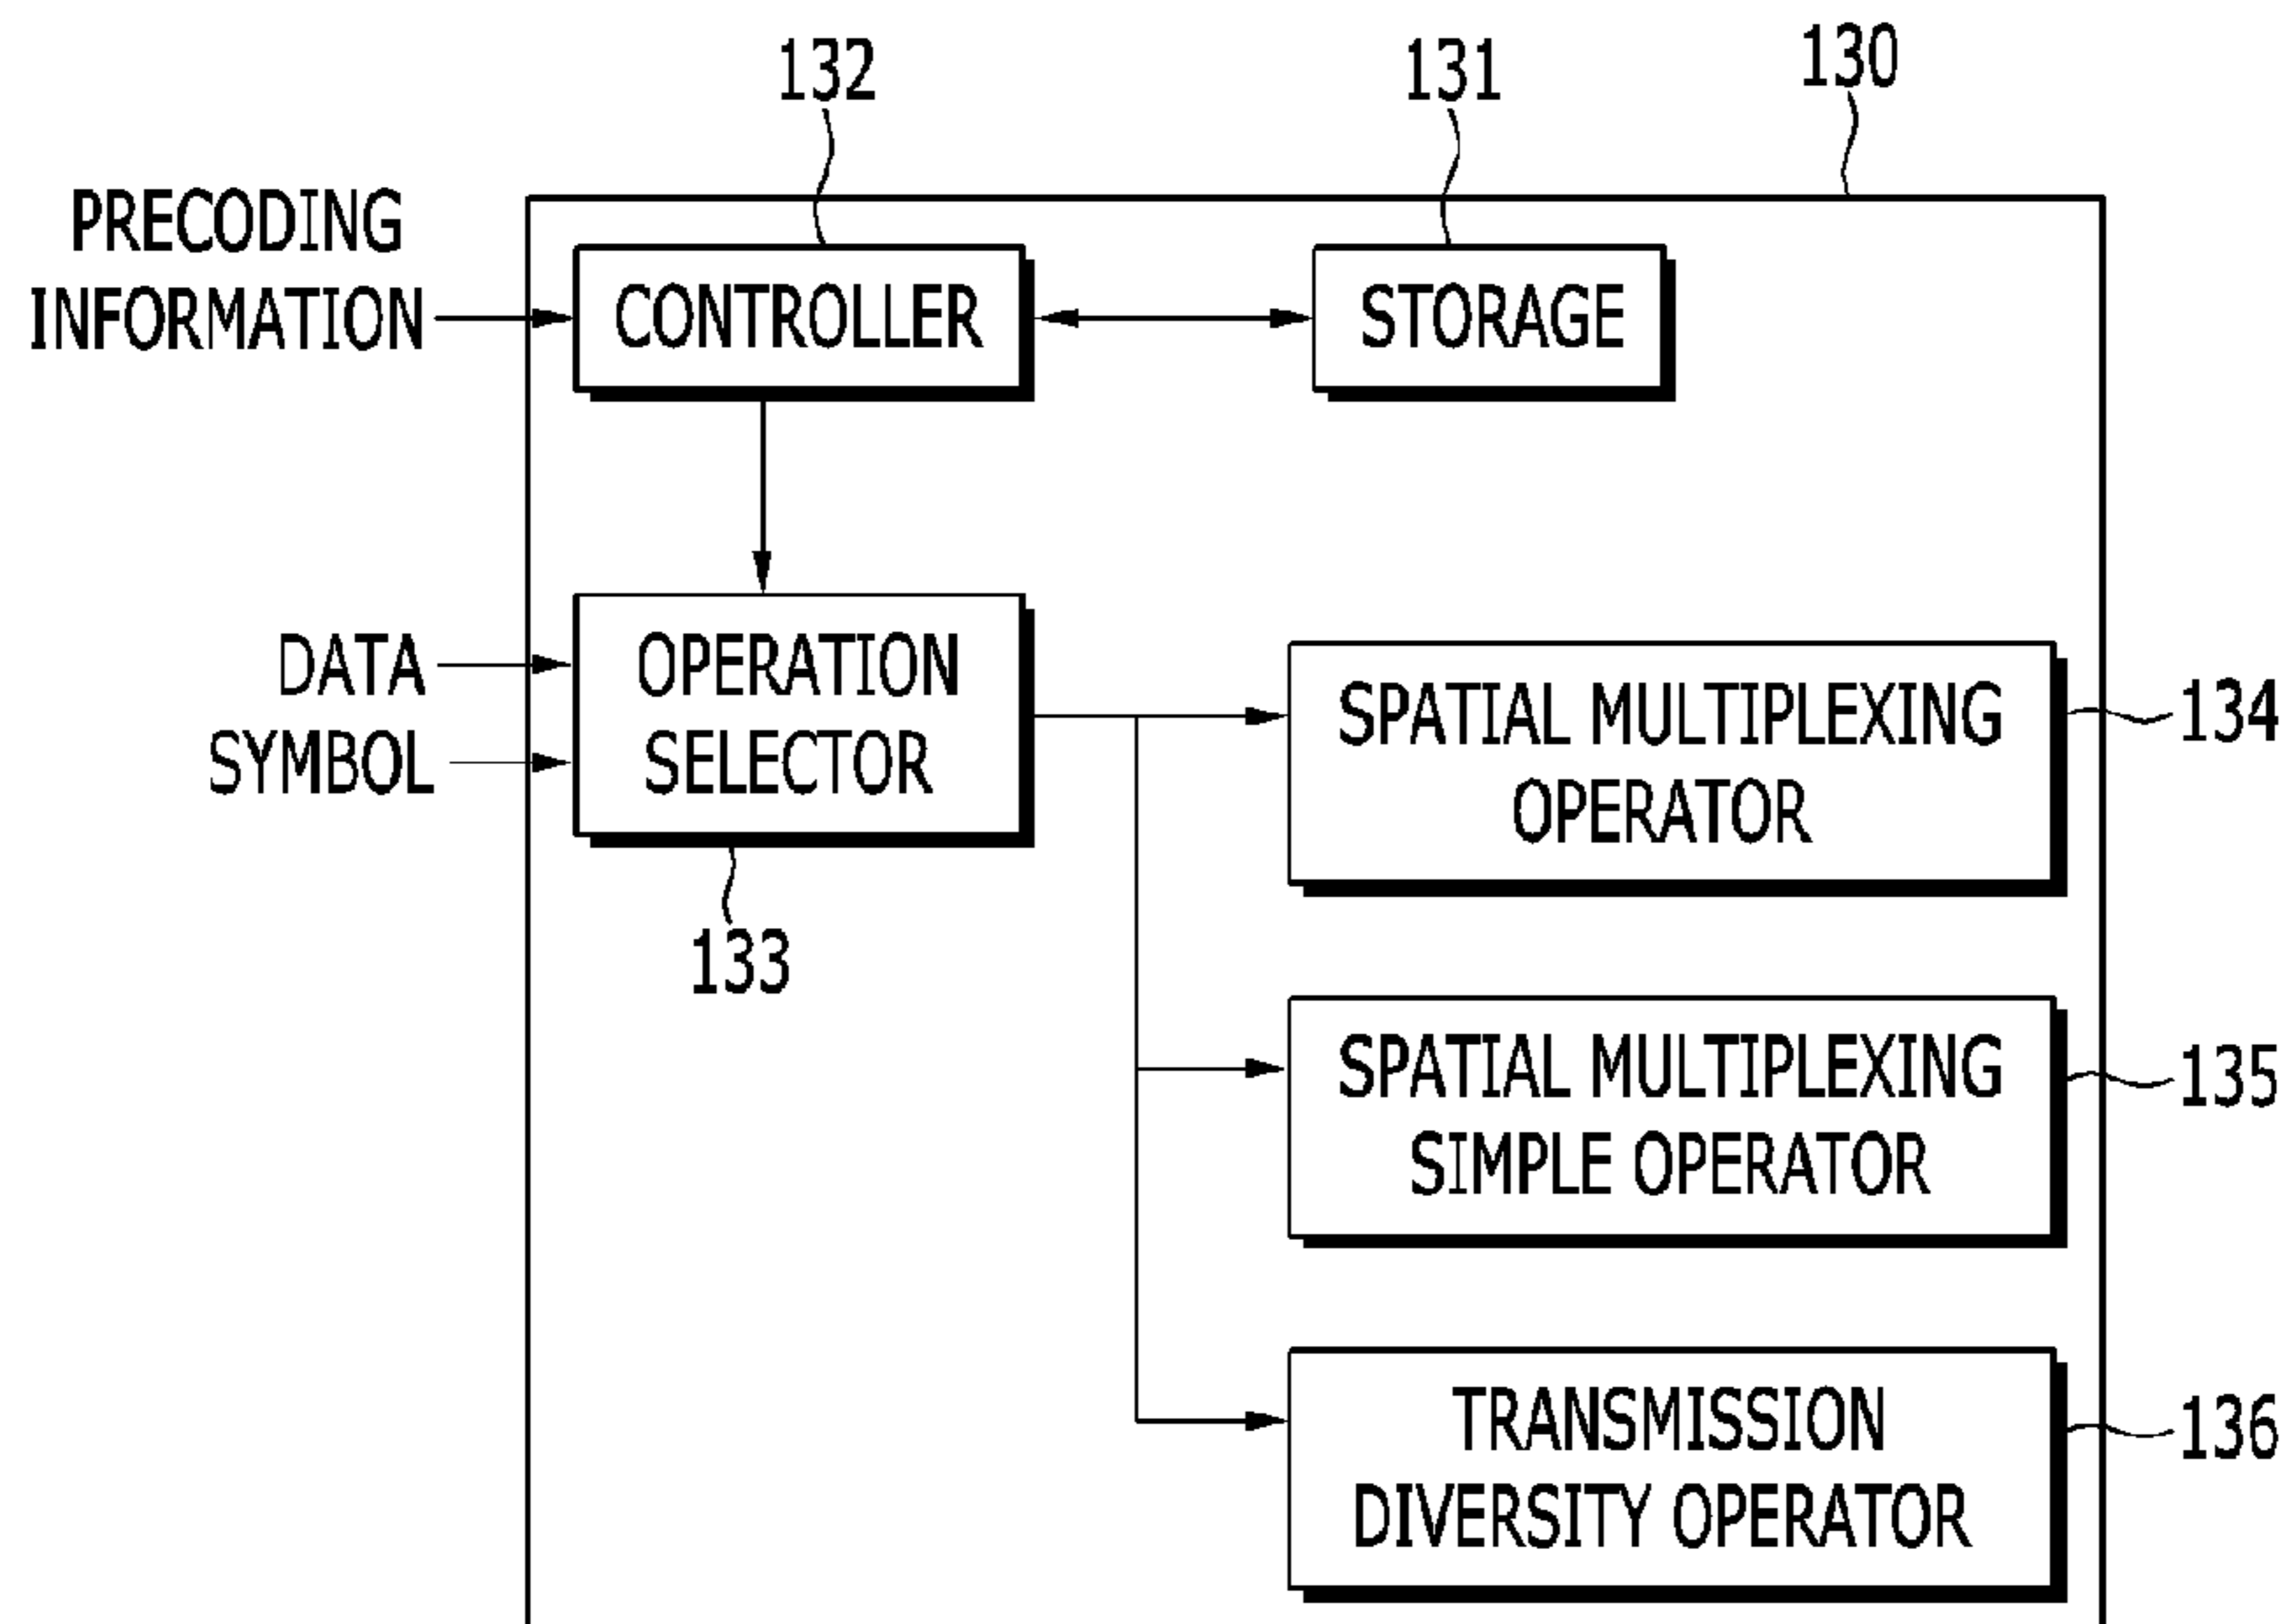 132
131
130
PRECODING
INFORMATION
CONTROLLER
STORAGE
DATA
SYMBOL
OPERATION
SELECTOR
133
SPATIAL MULTIPLEXING
OPERATOR
134
SPATIAL MULTIPLEXING
SIMPLE OPERATOR
135
TRANSMISSION
DIVERSITY OPERATOR
136